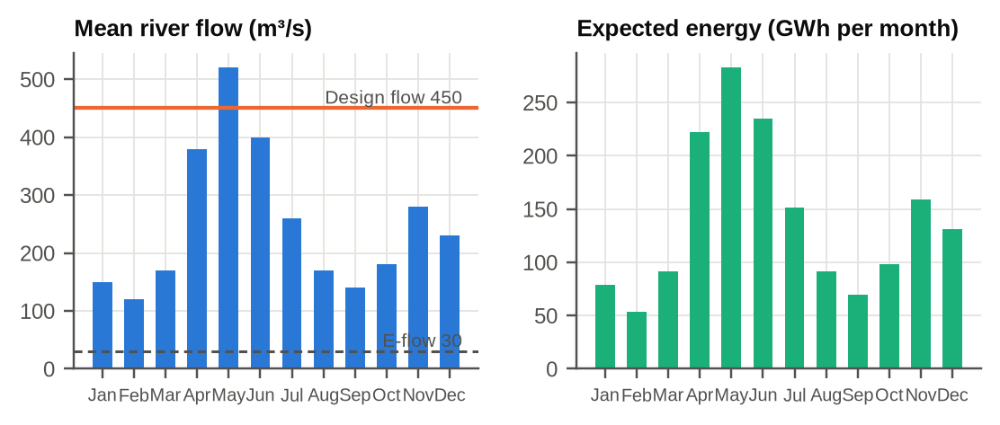 Mean river flow (m³/s)
500
400
300
200
100
0
Design flow 450
E-flow 30
Jan Feb Mar Apr May Jun Jul Aug Sep Oct Nov Dec
Expected energy (GWh per month)
250
200
150
100
50
0
Jan Feb Mar Apr May Jun Jul Aug Sep Oct Nov Dec